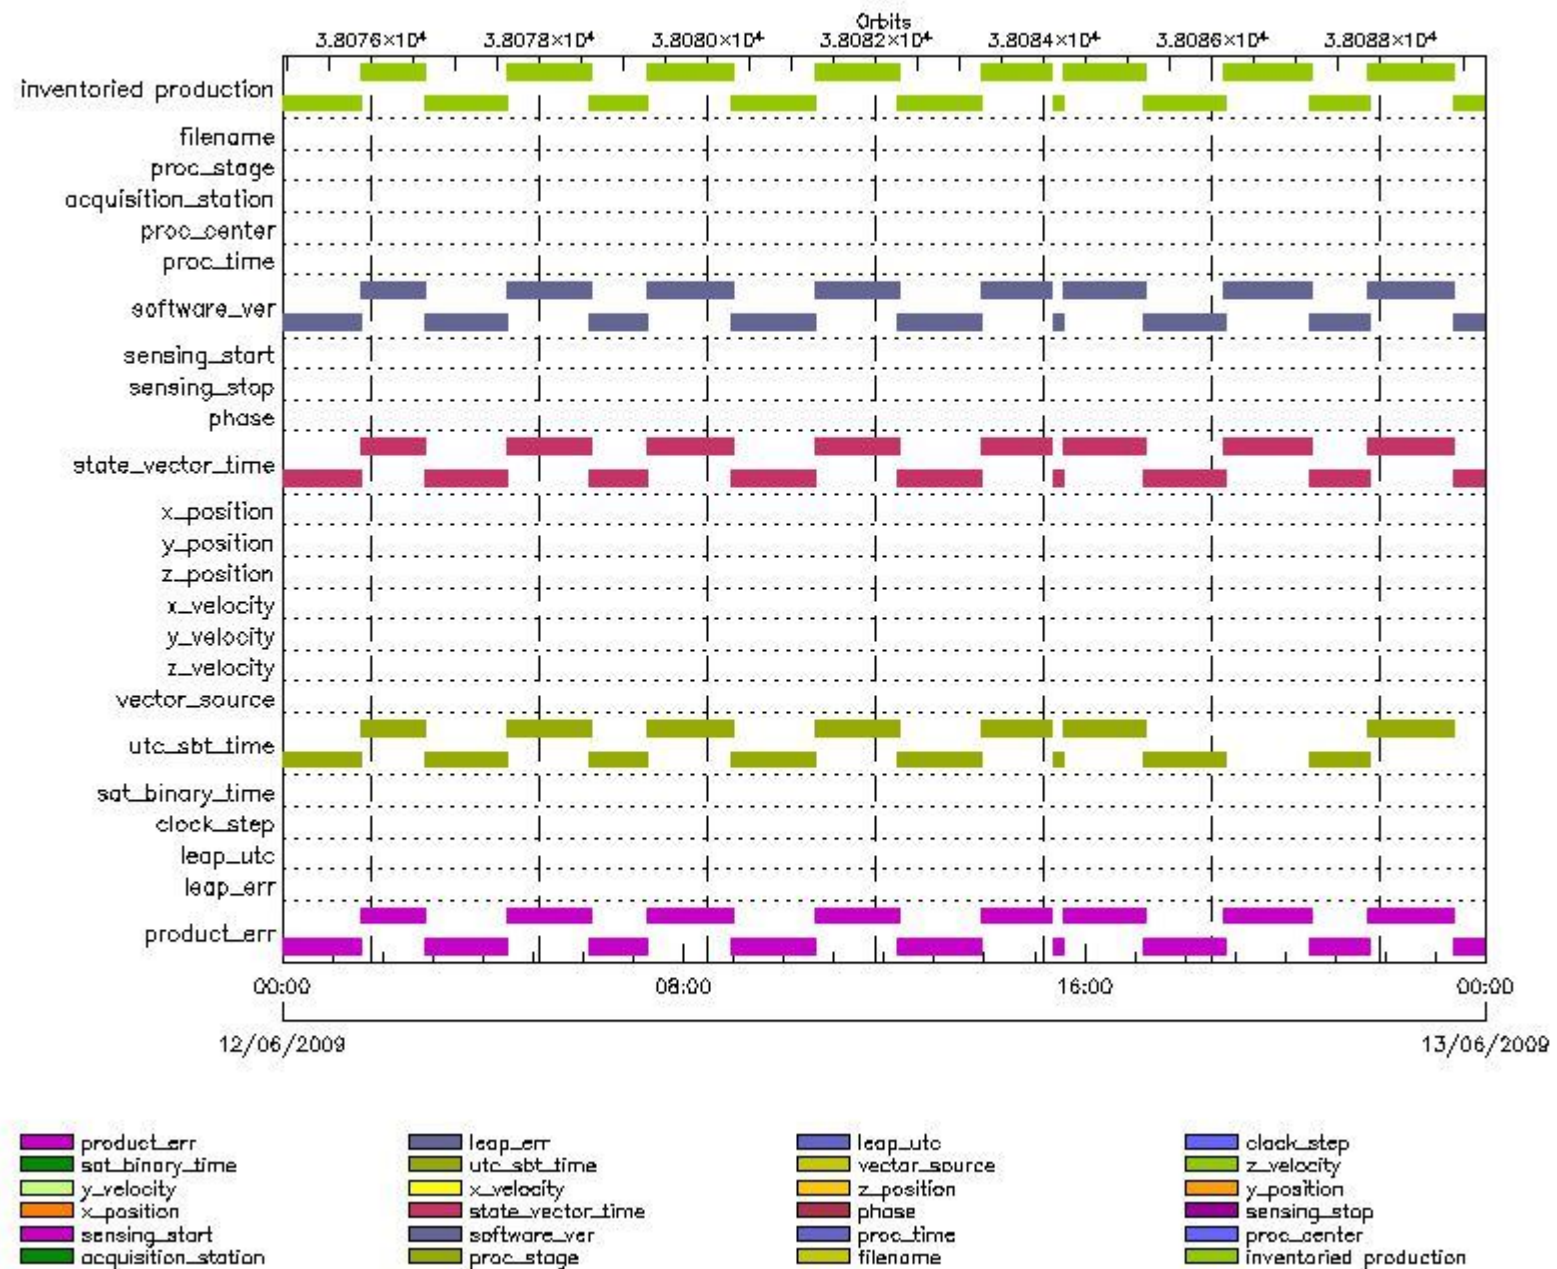 Orbits
3.8076×10⁴ 3.8078×10⁴ 3.8080×10⁴ 3.8082×10⁴ 3.8084×10⁴ 3.8086×10⁴ 3.8088×10⁴
inventoried production
filename
proc_stage
acquisition_station
proc_center
proc_time
software_ver
sensing_start
sensing_stop
phase
state_vector_time
x_position
y_position
z_position
x_velocity
y_velocity
z_velocity
vector_source
utc_sbt_time
sat_binary_time
clock_step
leap_utc
leap_err
product_err
00:00 08:00 16:00 00:00
12/06/2009 13/06/2009
product_err leap_err leap_utc clock_step
sat_binary_time utc_sbt_time vector_source z_velocity
y_velocity x_velocity z_position y_position
x_position state_vector_time phase sensing_stop
sensing_start software_ver proc_time proc_center
acquisition_station proc_stage filename inventoried production